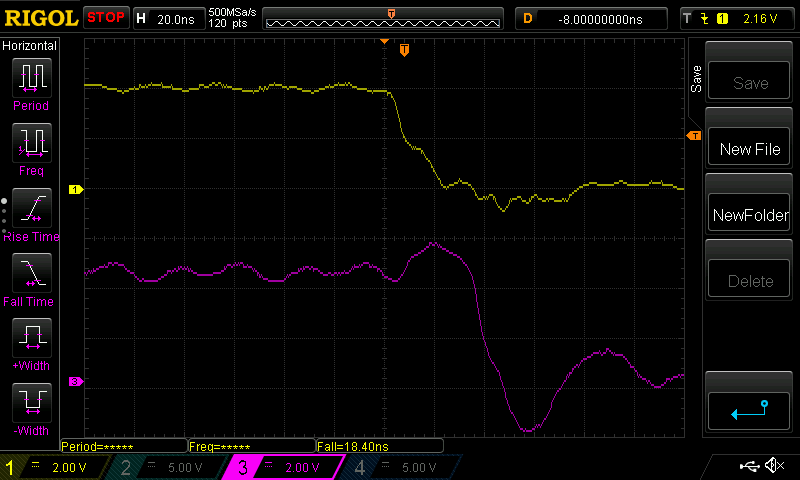 RIGOL STOP H 20.0ns 500MSa/s D -8.00000000ns T 1 2.16 V
120 pts
T
T
Horizontal
Period
Freq
Rise Time
Fall Time
+Width
-Width
1
3
T
Save
Save
New File
NewFolder
Delete
Period=***** Freq=***** Fall=18.40ns
1 2.00 V 2 5.00 V 3 2.00 V 4 5.00 V